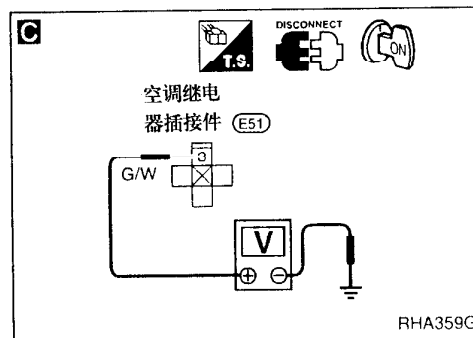 C
T.S.
DISCONNECT
ON
空调继电
器插接件 E51
3
G/W
V
⊕ ⊖
RHA359G